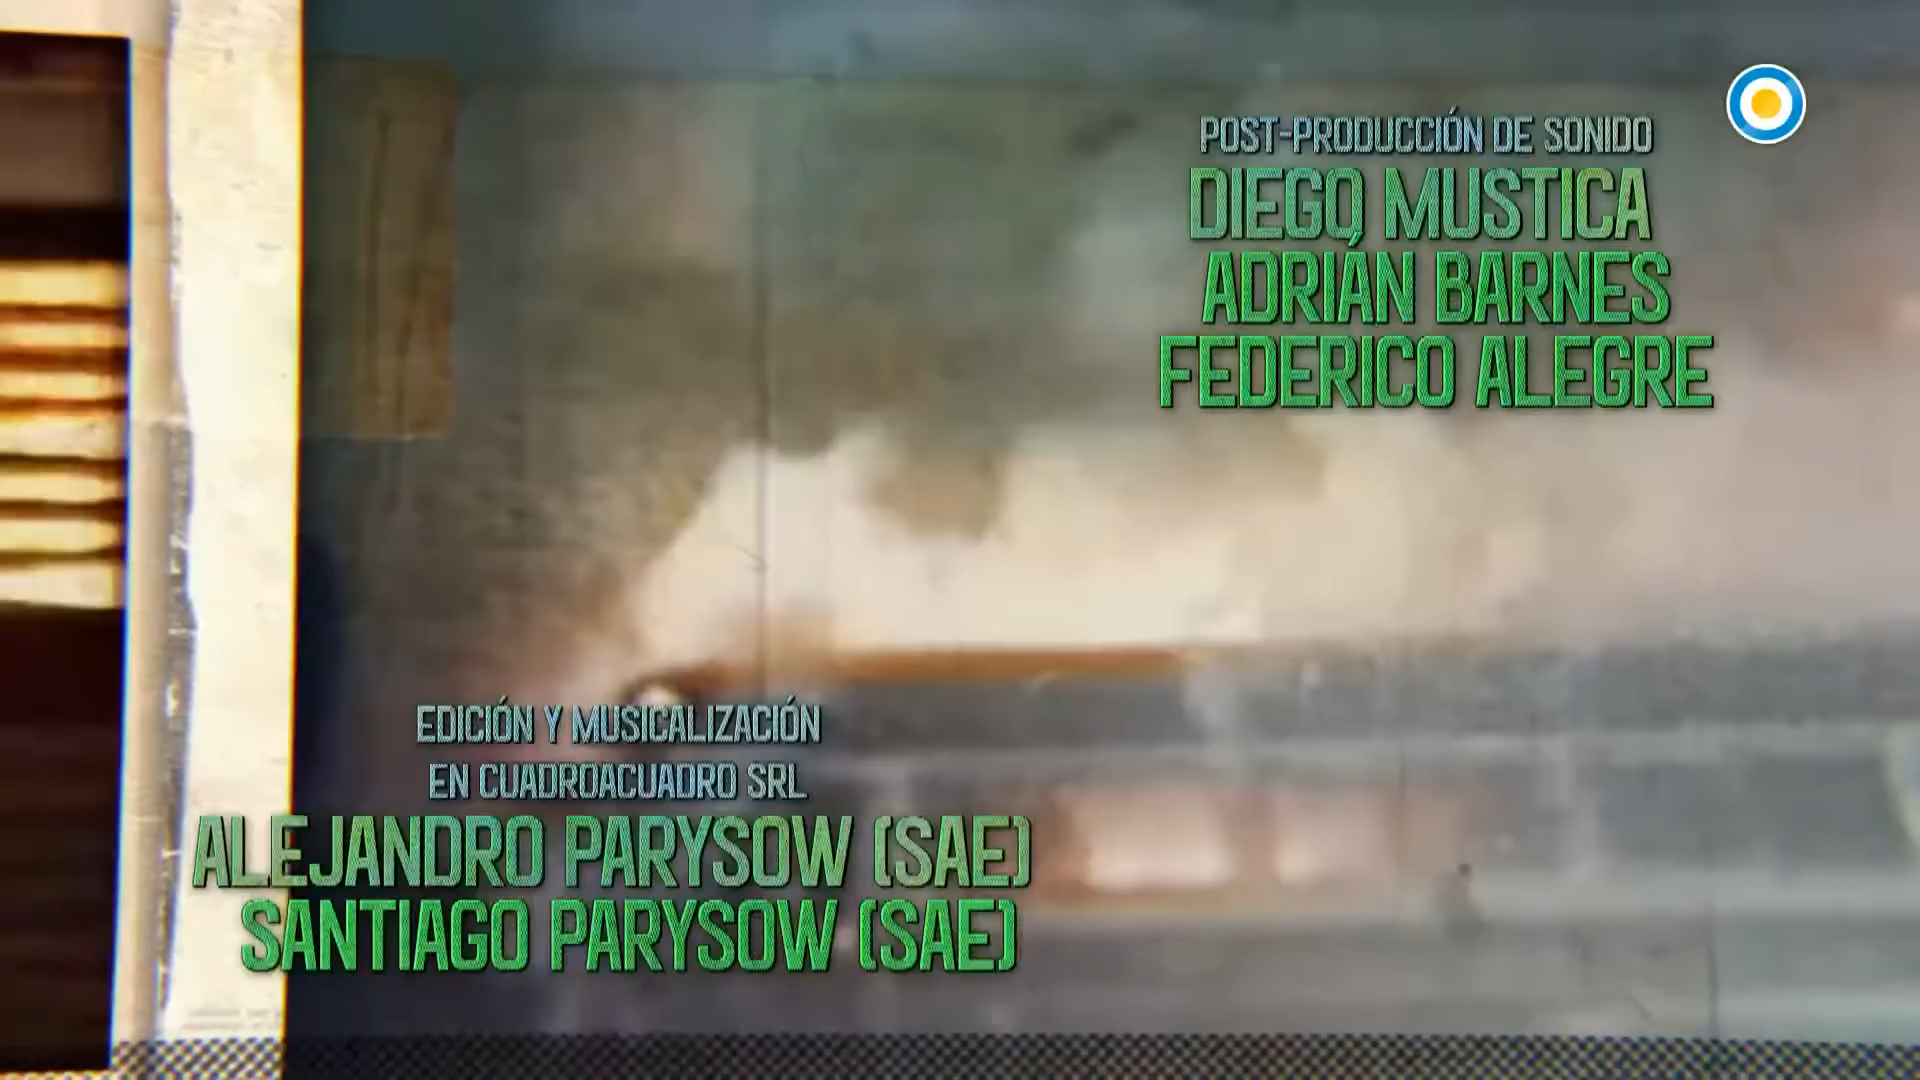 POST-PRODUCCIÓN DE SONIDO
DIEGO MUSTICA
ADRIÁN BARNES
FEDERICO ALEGRE
EDICIÓN Y MUSICALIZACIÓN
EN CUADROACUADRO SRL
ALEJANDRO PARYSOW (SAE)
SANTIAGO PARYSOW (SAE)